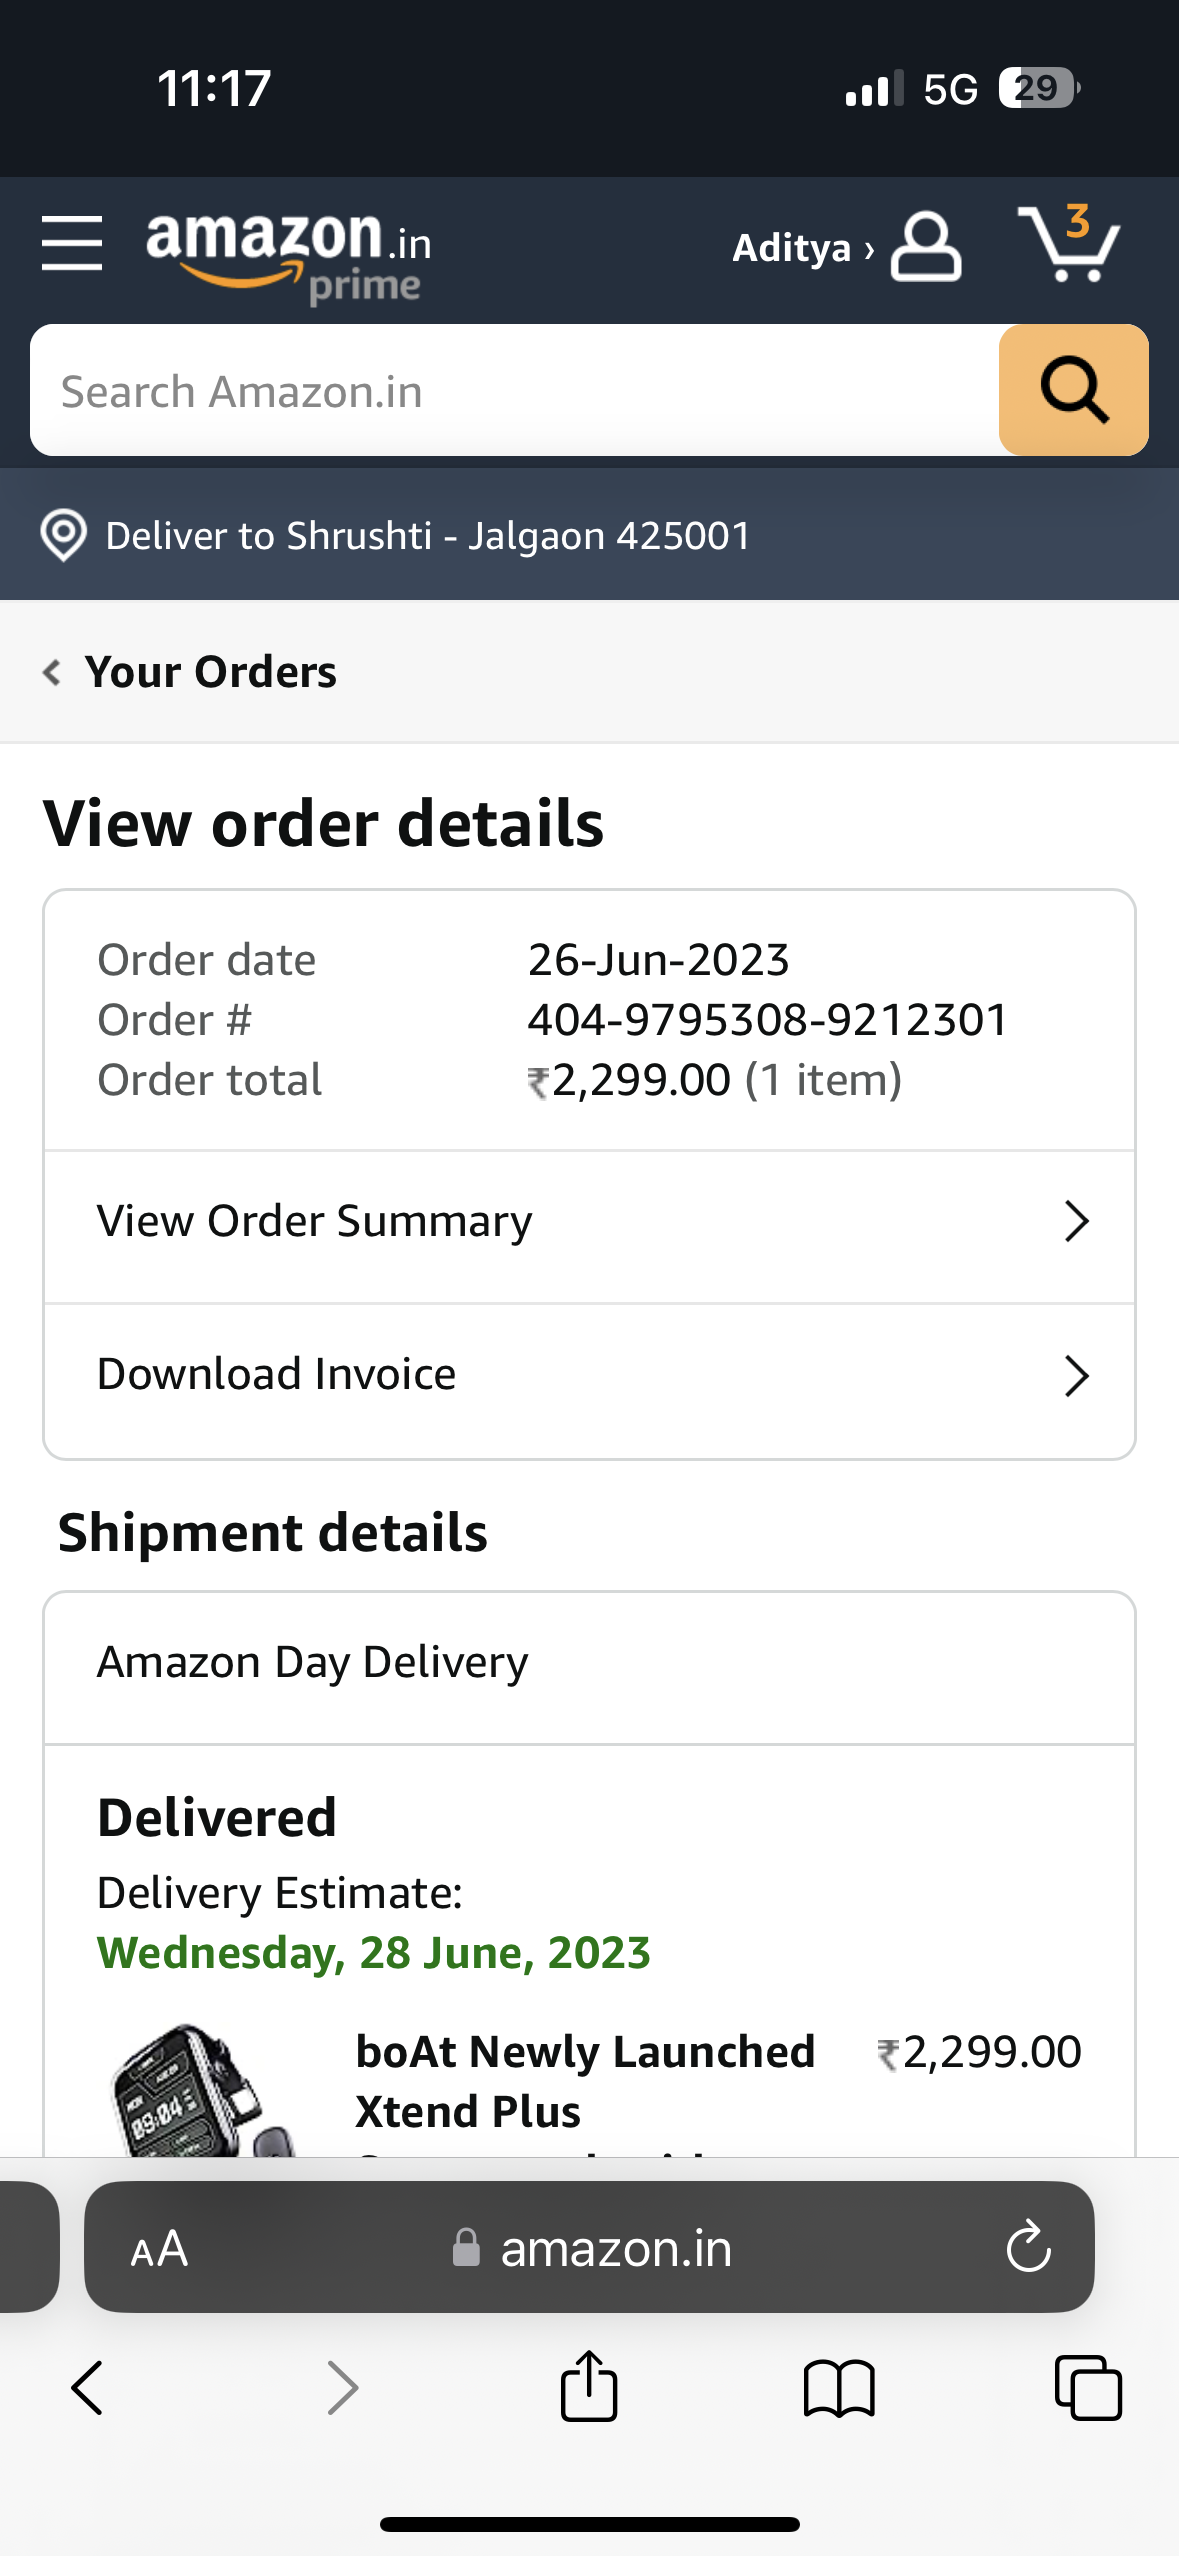 11:17 5G 29
amazon.in
prime
Aditya ›
3
Search Amazon.in
Deliver to Shrushti - Jalgaon 425001
Your Orders
View order details
Order date 26-Jun-2023
Order # 404-9795308-9212301
Order total ₹2,299.00 (1 item)
View Order Summary
Download Invoice
Shipment details
Amazon Day Delivery
Delivered
Delivery Estimate:
Wednesday, 28 June, 2023
boAt Newly Launched ₹2,299.00
Xtend Plus
09:04
AA amazon.in